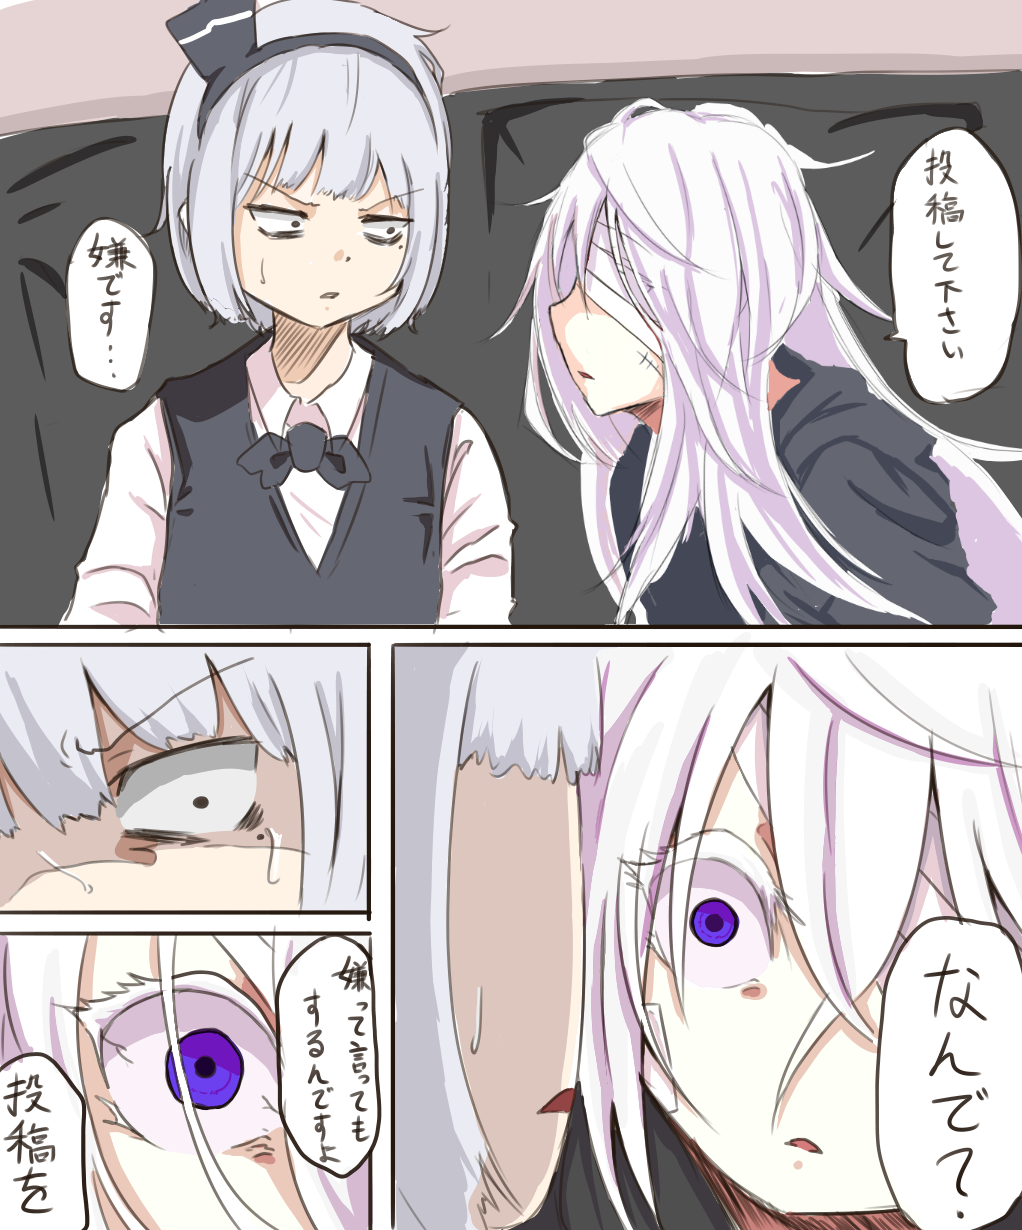 投稿して下さい
嫌です…
なんで？
嫌って言っても
するんですよ
投稿を